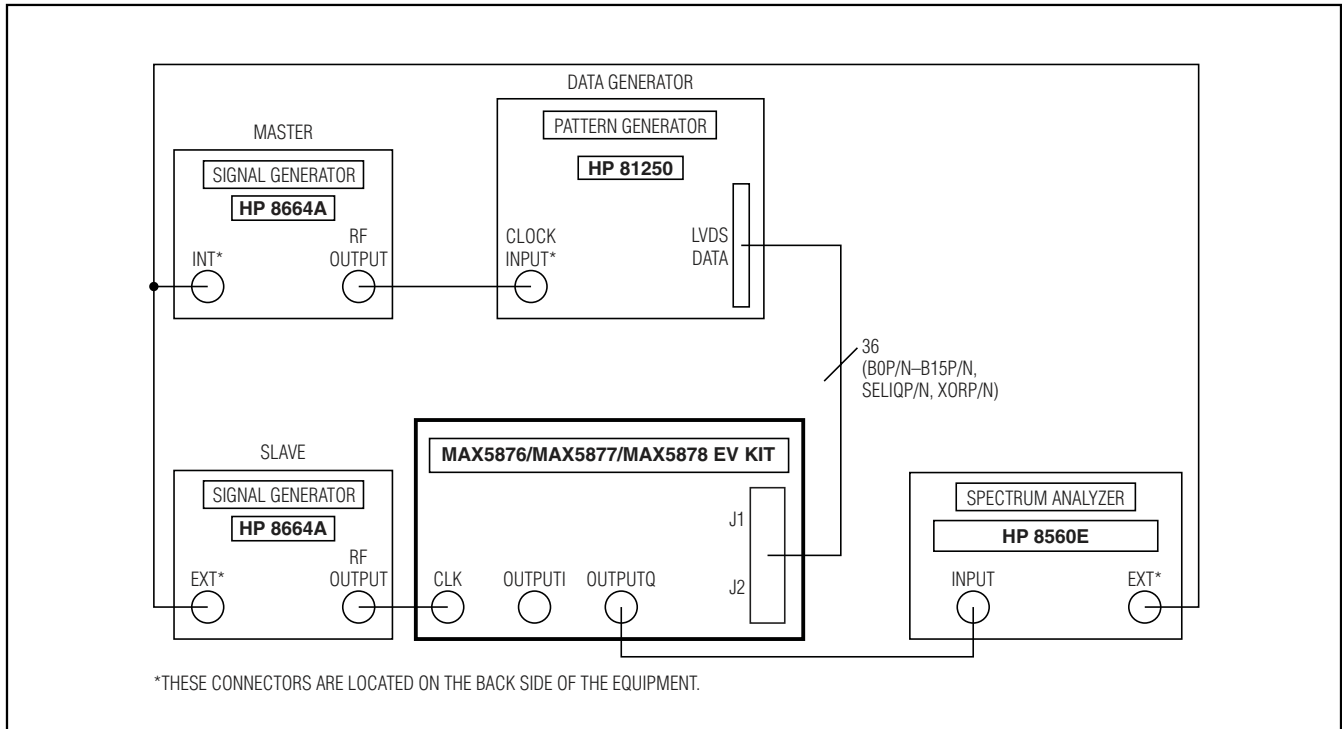 DATA GENERATOR
PATTERN GENERATOR
HP 81250
CLOCK
INPUT*
LVDS
DATA
MASTER
SIGNAL GENERATOR
HP 8664A
INT*
RF
OUTPUT
36
(B0P/N–B15P/N,
SELIQP/N, XORP/N)
SLAVE
SIGNAL GENERATOR
HP 8664A
EXT*
RF
OUTPUT
MAX5876/MAX5877/MAX5878 EV KIT
J1
J2
CLK
OUTPUTI
OUTPUTQ
SPECTRUM ANALYZER
HP 8560E
INPUT
EXT*
*THESE CONNECTORS ARE LOCATED ON THE BACK SIDE OF THE EQUIPMENT.